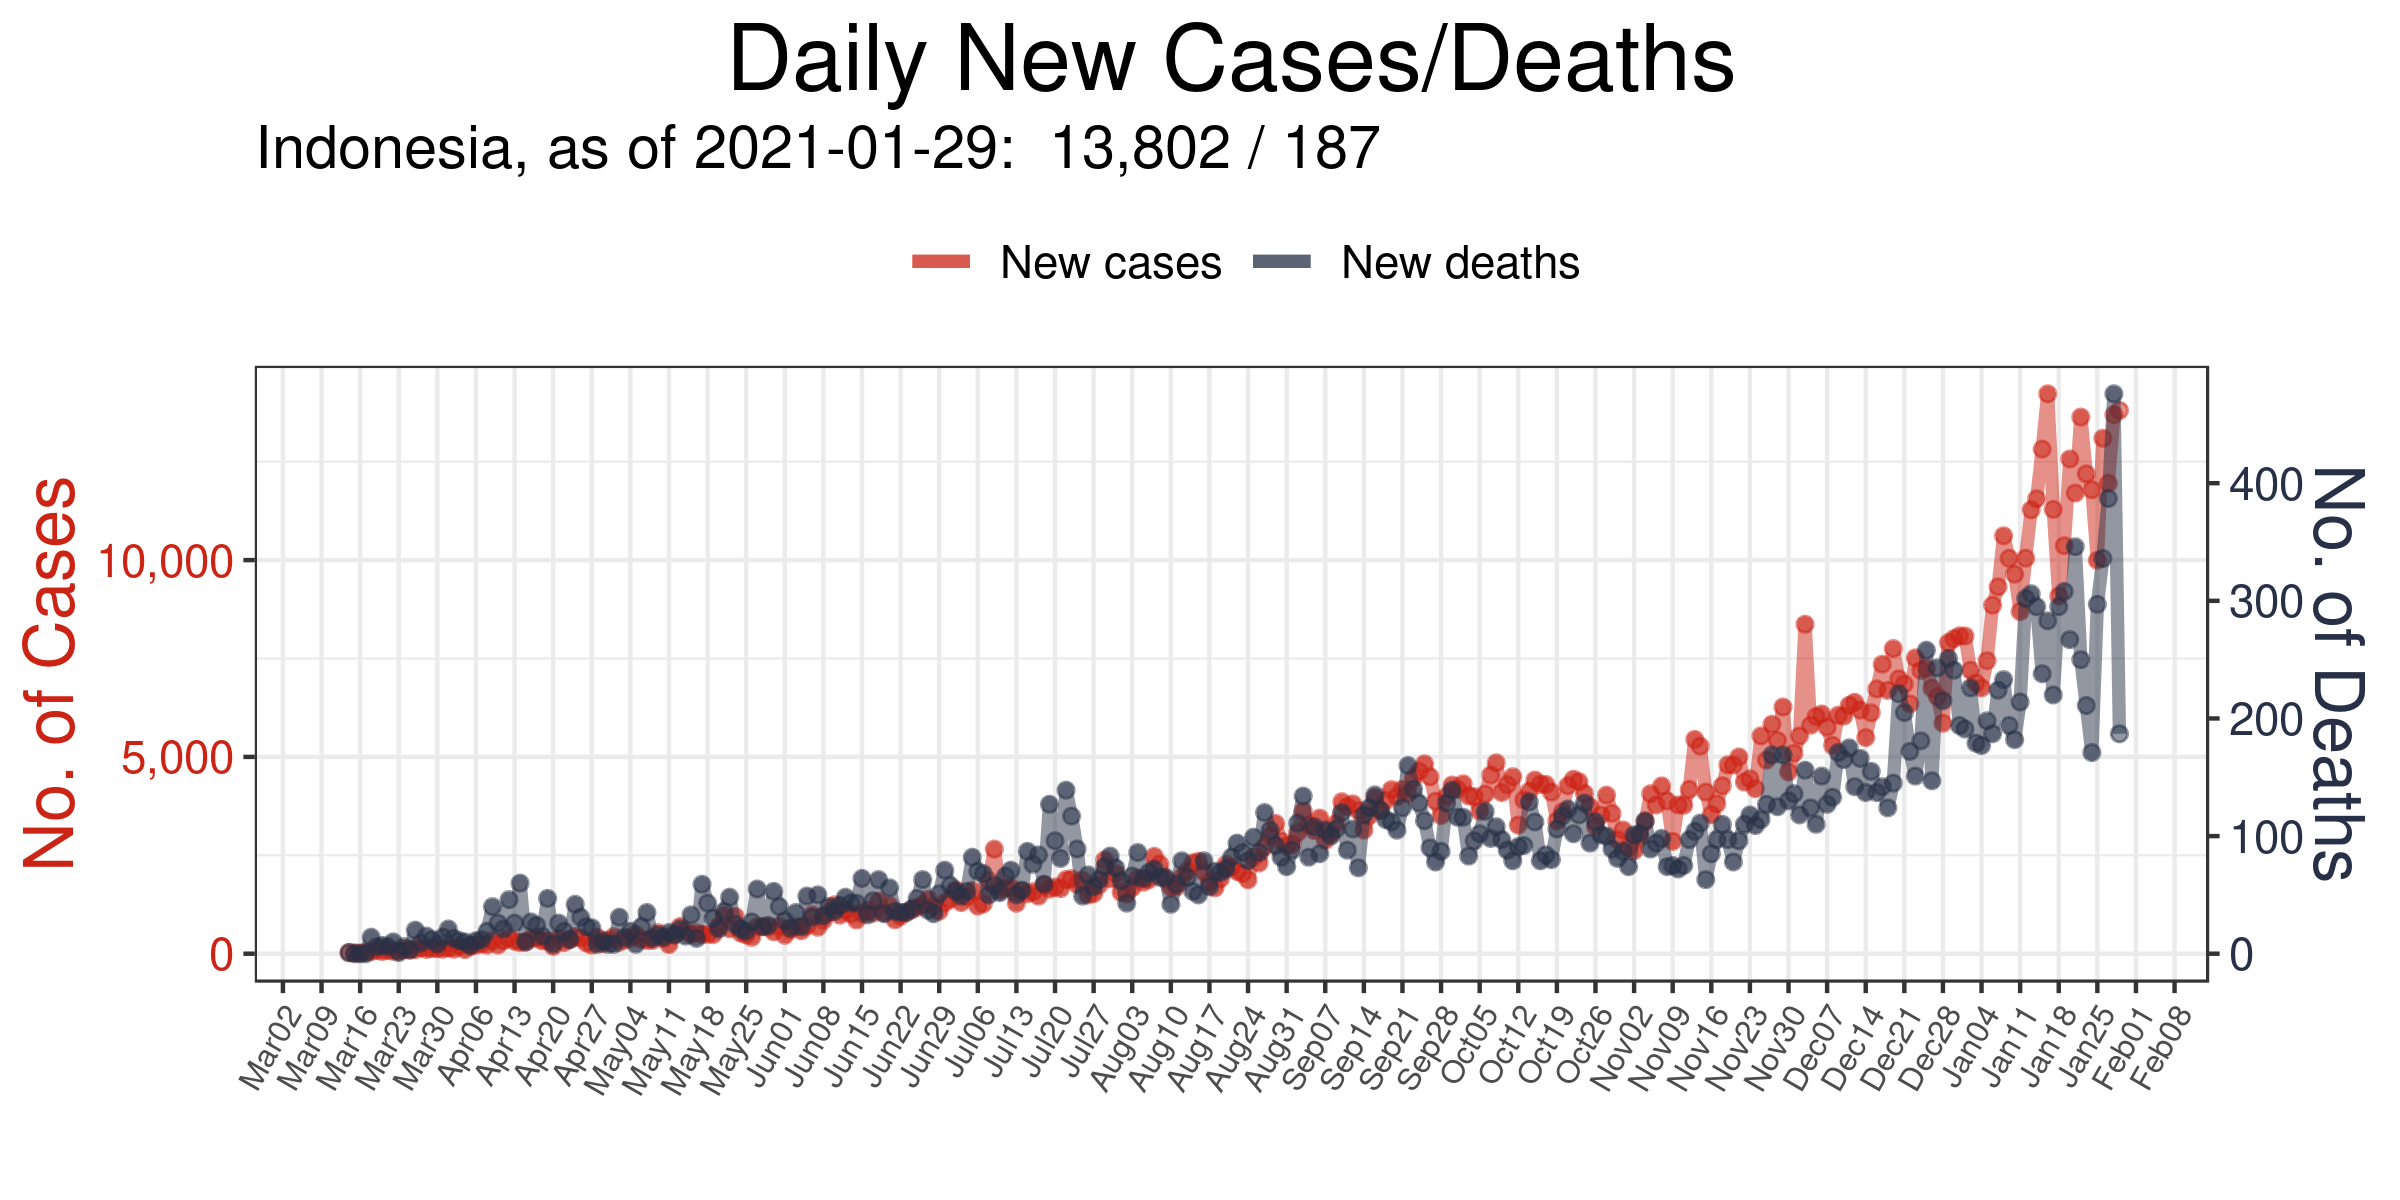 Daily New Cases/Deaths
Indonesia, as of 2021-01-29: 13,802 / 187
New cases New deaths
No. of Cases
10,000
5,000
0
No. of Deaths
400
300
200
100
0
Mar02 Mar09 Mar16 Mar23 Mar30 Apr06 Apr13 Apr20 Apr27 May04 May11 May18 May25 Jun01 Jun08 Jun15 Jun22 Jun29 Jul06 Jul13 Jul20 Jul27 Aug03 Aug10 Aug17 Aug24 Aug31 Sep07 Sep14 Sep21 Sep28 Oct05 Oct12 Oct19 Oct26 Nov02 Nov09 Nov16 Nov23 Nov30 Dec07 Dec14 Dec21 Dec28 Jan04 Jan11 Jan18 Jan25 Feb01 Feb08